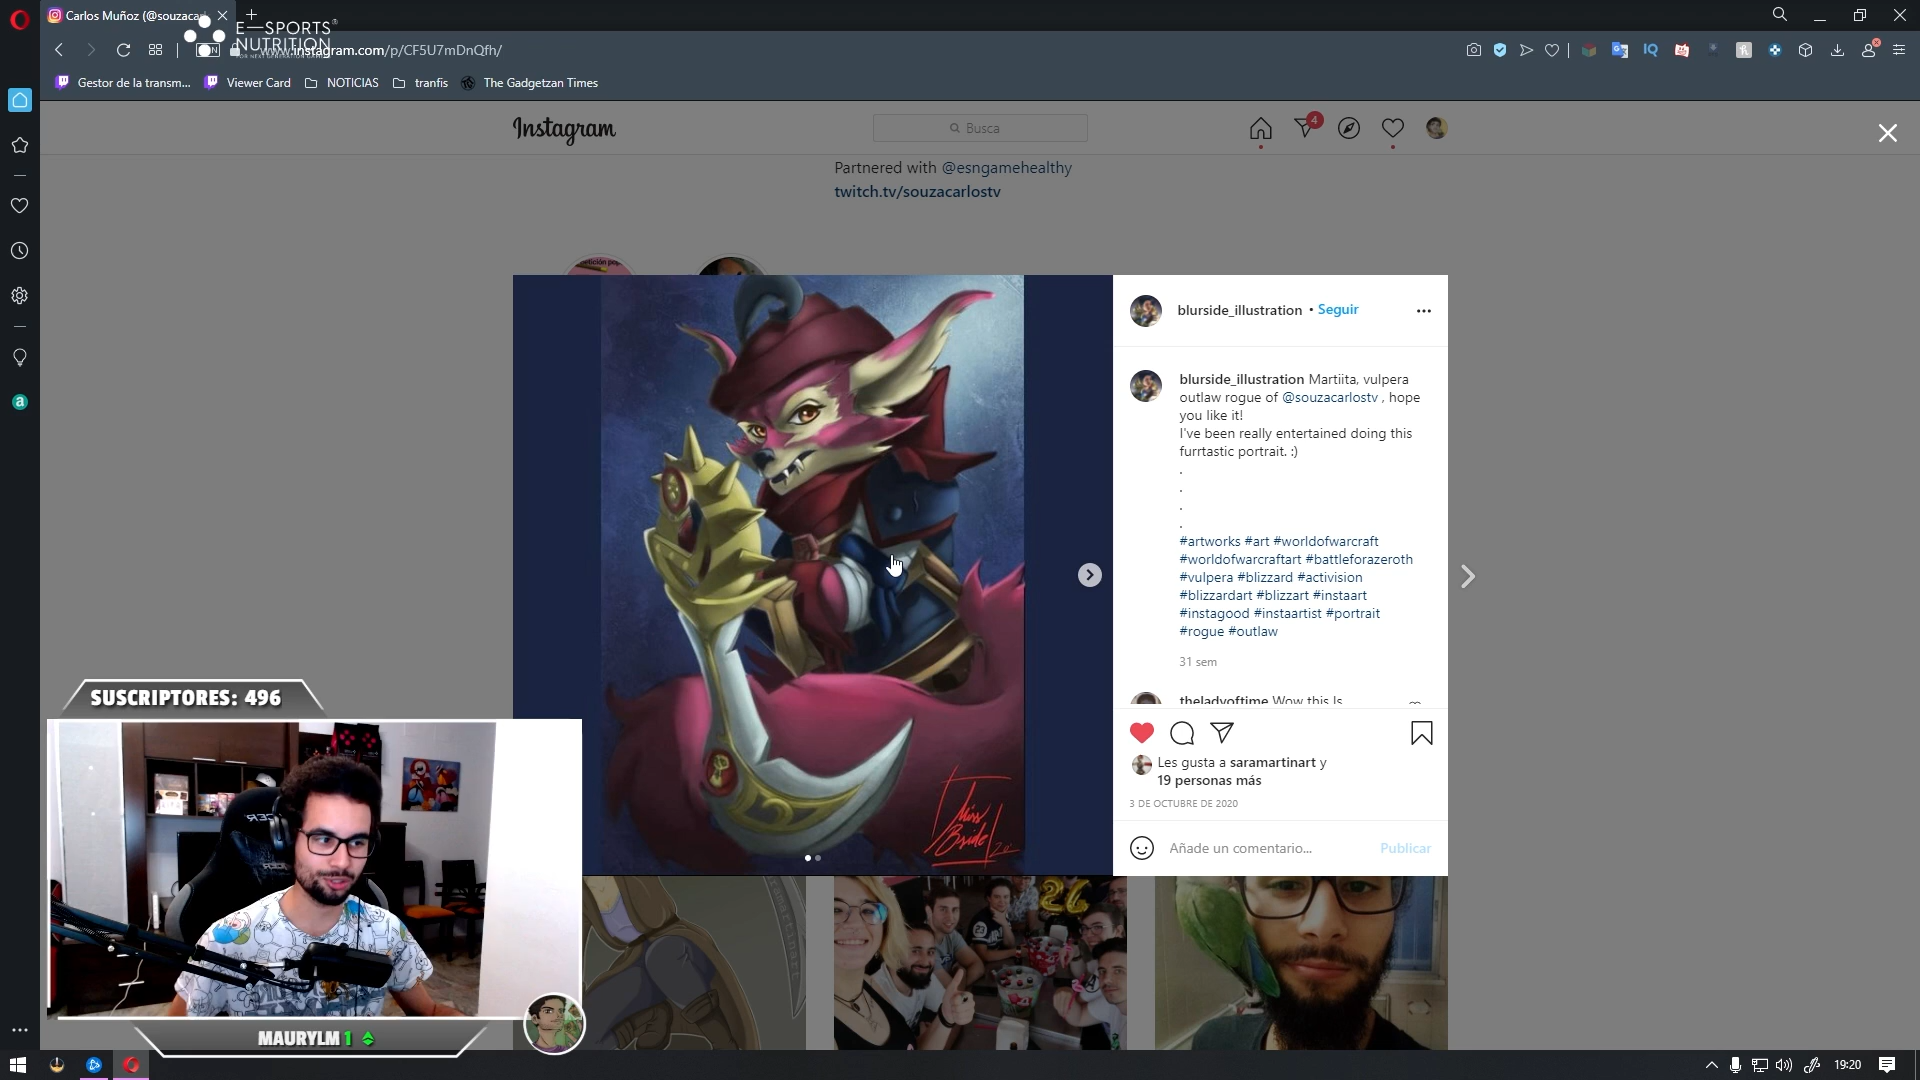 Carlos Muñoz (@souzacar
E—SPORTS
NUTRITION
www.instagram.com/p/CF5U7mDnQfh/
Gestor de la transm...
Viewer Card
NOTICIAS
tranfis
The Gadgetzan Times
Instagram
Busca
4
Partnered with @esngamehealthy
twitch.tv/souzacarlostv
blurside_illustration • Seguir
blurside_illustration Martiita, vulpera
outlaw rogue of @souzacarlostv , hope
you like it!
I've been really entertained doing this
furrtastic portrait. :)
.
.
.
.
#artworks #art #worldofwarcraft
#worldofwarcraftart #battleforazeroth
#vulpera #blizzard #activision
#blizzardart #blizzart #instaart
#instagood #instaartist #portrait
#rogue #outlaw
31 sem
theladyoftime Wow this Is
Les gusta a saramartinart y
19 personas más
3 DE OCTUBRE DE 2020
Añade un comentario...
Publicar
SUSCRIPTORES: 496
MAURYLM 1
19:20